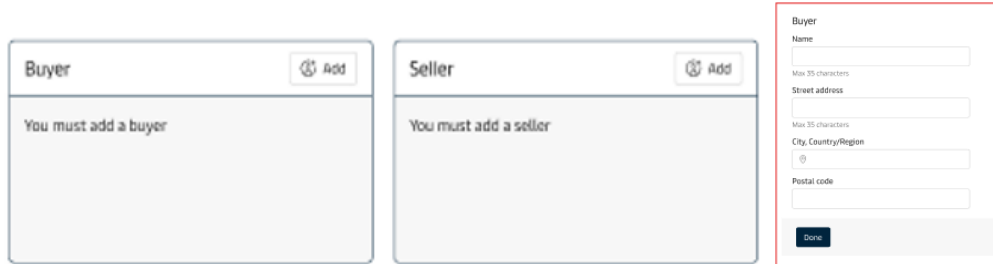 Buyer
Add
You must add a buyer
Seller
Add
You must add a seller
Buyer
Name
Max 35 characters
Street address
Max 35 characters
City, Country/Region
Postal code
Done